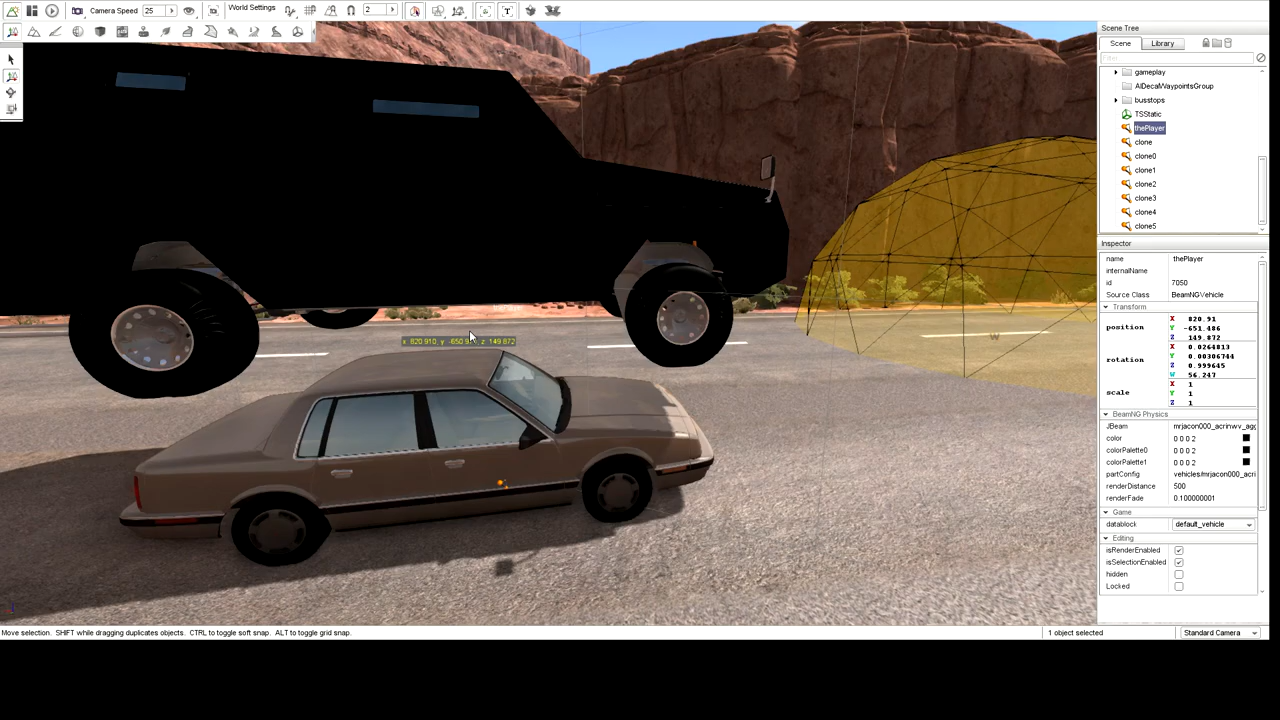 Camera Speed 25
World Settings
2
Scene Tree
Scene Library
gameplay
AIDecalWaypointsGroup
busstops
TSStatic
thePlayer
clone
clone0
clone1
clone2
clone3
clone4
clone5
Inspector
name thePlayer
internalName
id 7050
Source Class BeamNGVehicle
Transform
position X 820.91
Y -651.486
Z 149.872
rotation X 0.0264813
Y 0.00306744
Z 0.999645
W 56.247
scale X 1
Y 1
Z 1
BeamNG Physics
JBeam mrjacon000_acrinwv_agg
color 0 0 0 2
colorPalette0 0 0 0 2
colorPalette1 0 0 0 2
partConfig vehicles/mrjacon000_acri
renderDistance 500
renderFade 0.100000001
Game
datablock default_vehicle
Editing
isRenderEnabled
isSelectionEnabled
hidden
Locked
Move selection. SHIFT while dragging duplicates objects. CTRL to toggle soft snap. ALT to toggle grid snap.
1 object selected
Standard Camera